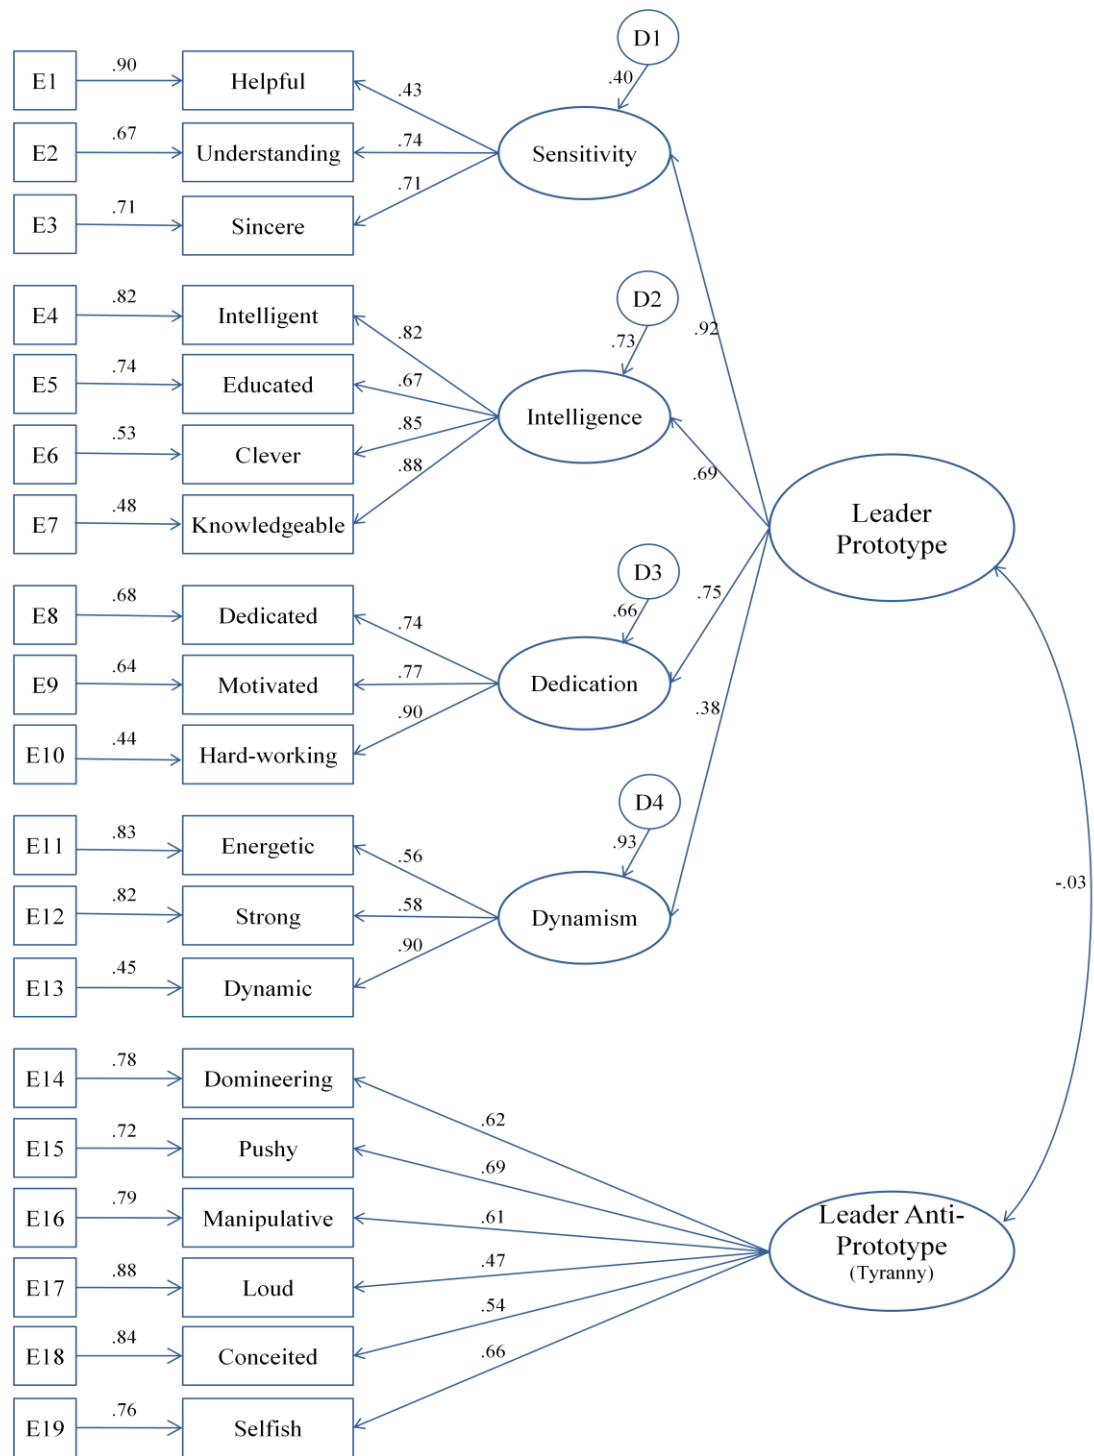 D1
.40
E1
.90
Helpful
.43
E2
.67
Understanding
.74
Sensitivity
E3
.71
Sincere
.71
.92
D2
.73
E4
.82
Intelligent
.82
E5
.74
Educated
.67
Intelligence
E6
.53
Clever
.85
E7
.48
Knowledgeable
.88
.69
Leader
Prototype
D3
.66
.75
E8
.68
Dedicated
.74
E9
.64
Motivated
.77
Dedication
E10
.44
Hard-working
.90
.38
D4
.93
E11
.83
Energetic
.56
E12
.82
Strong
.58
Dynamism
E13
.45
Dynamic
.90
-.03
E14
.78
Domineering
.62
E15
.72
Pushy
.69
E16
.79
Manipulative
.61
E17
.88
Loud
.47
E18
.84
Conceited
.54
E19
.76
Selfish
.66
Leader Anti-
Prototype
(Tyranny)